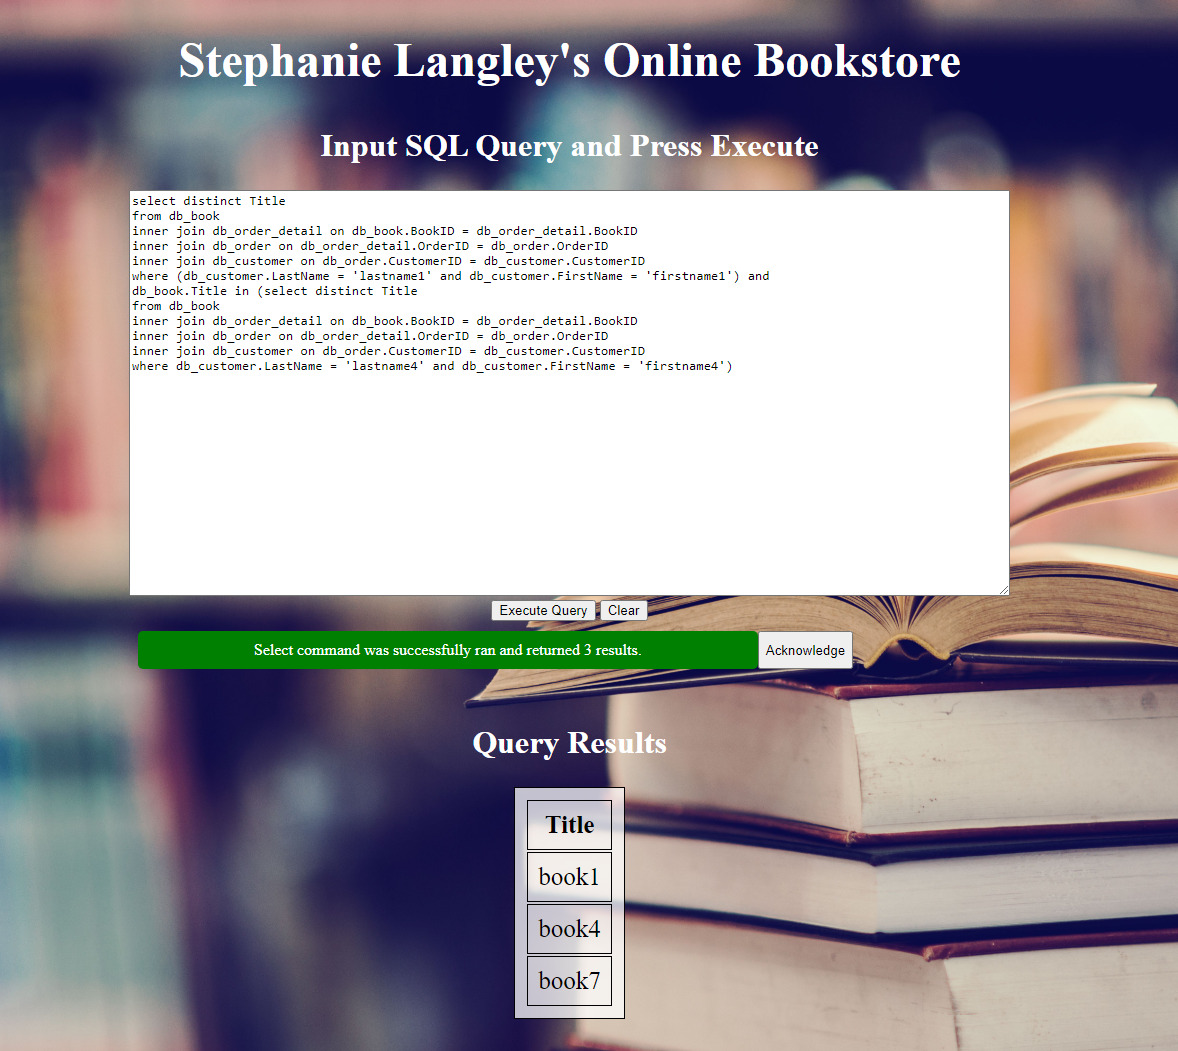 Stephanie Langley's Online Bookstore
Input SQL Query and Press Execute
select distinct Title
from db_book
inner join db_order_detail on db_book.BookID = db_order_detail.BookID
inner join db_order on db_order_detail.OrderID = db_order.OrderID
inner join db_customer on db_order.CustomerID = db_customer.CustomerID
where (db_customer.LastName = 'lastname1' and db_customer.FirstName = 'firstname1') and
db_book.Title in (select distinct Title
from db_book
inner join db_order_detail on db_book.BookID = db_order_detail.BookID
inner join db_order on db_order_detail.OrderID = db_order.OrderID
inner join db_customer on db_order.CustomerID = db_customer.CustomerID
where db_customer.LastName = 'lastname4' and db_customer.FirstName = 'firstname4')
Execute Query Clear
Select command was successfully ran and returned 3 results. Acknowledge
Query Results
Title
book1
book4
book7